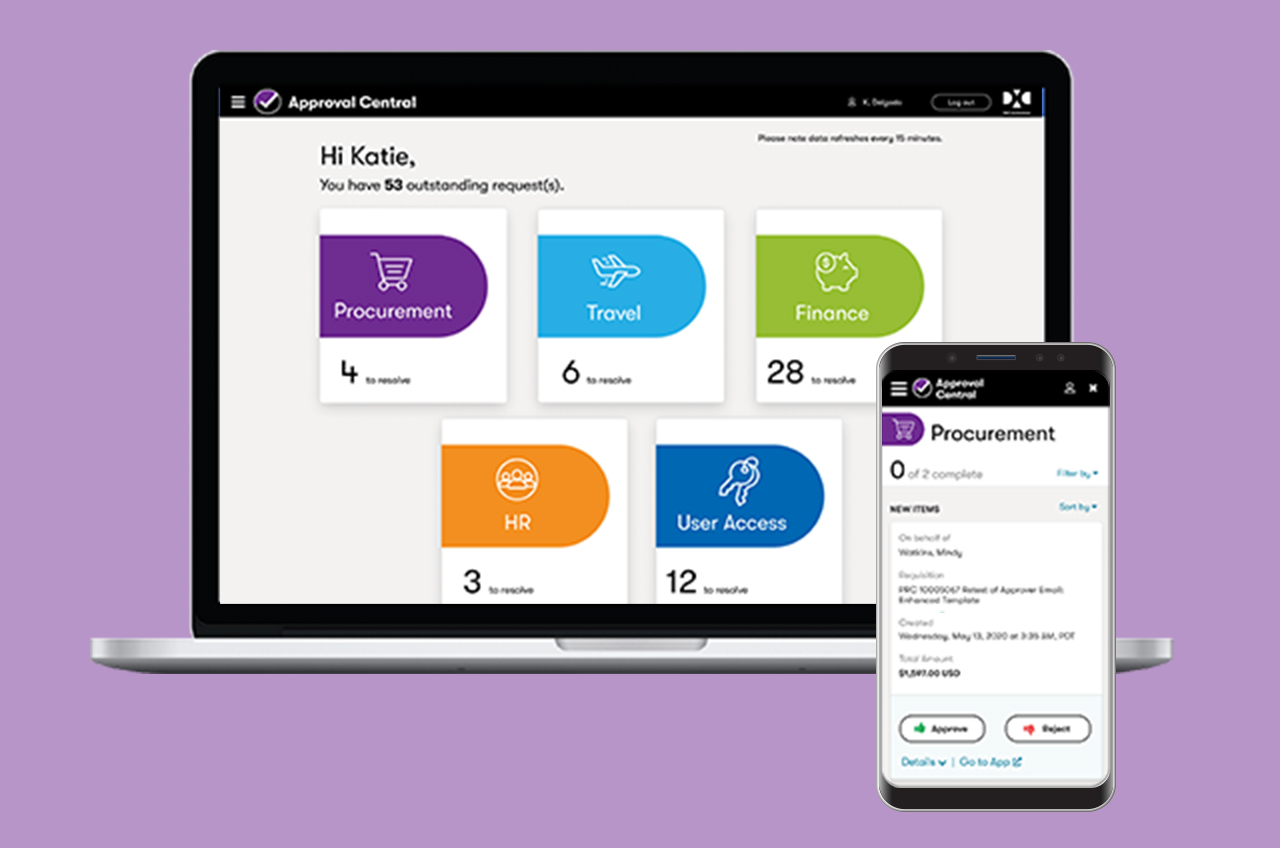 Approval Central
K. Delgado
Log out
DXC
Please note data refreshes every 15 minutes.
Hi Katie,
You have 53 outstanding request(s).
Procurement
4 to resolve
Travel
6 to resolve
$
Finance
28 to resolve
HR
3 to resolve
User Access
12 to resolve
Approval
Central
Procurement
0 of 2 complete
Filter by
NEW ITEMS
Sort by
On behalf of
Watkins, Mindy
Requisition
PRC 10005067 Retest of Approver Email:
Enhanced Template
Created
Wednesday, May 13, 2020 at 3:35 AM, PDT
Total Amount
$1,597.00 USD
Approve
Reject
Details | Go to App